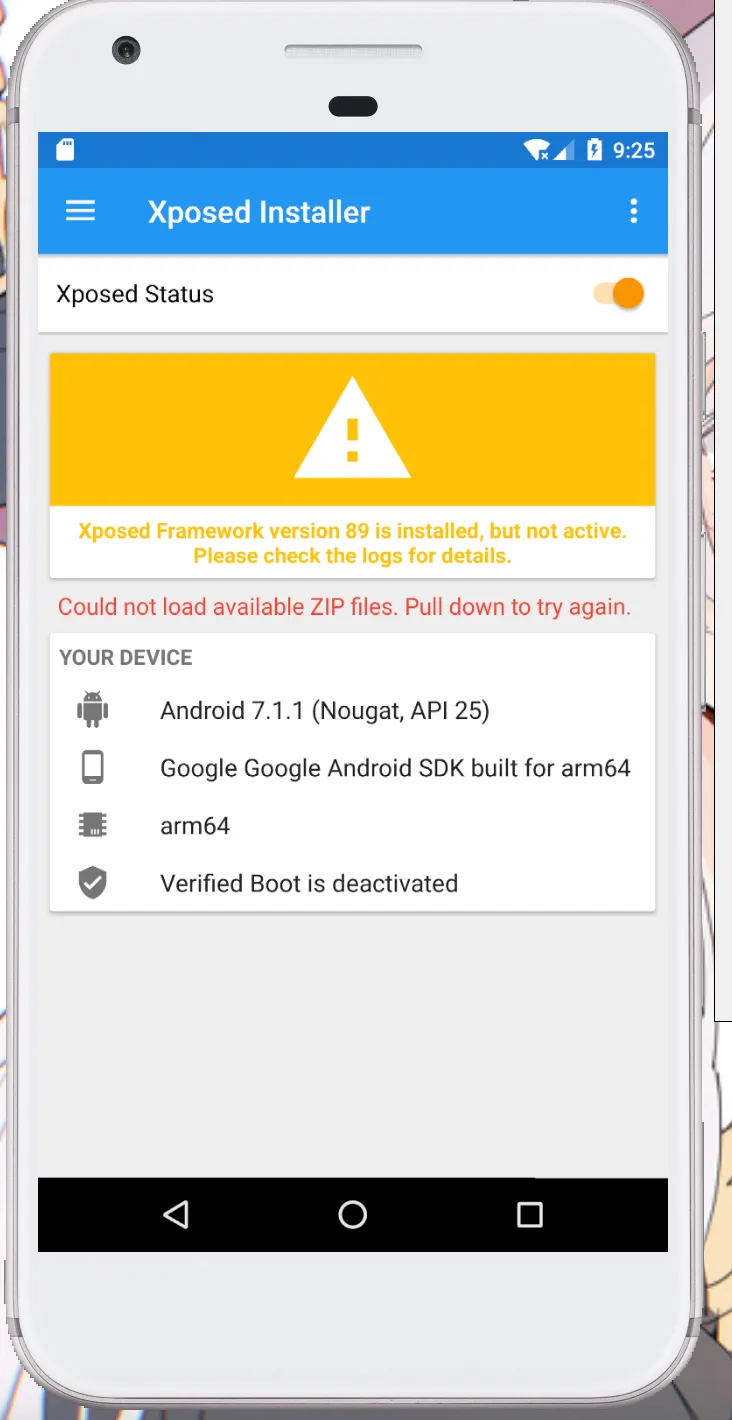 9:25
Xposed Installer
Xposed Status
Xposed Framework version 89 is installed, but not active.
Please check the logs for details.
Could not load available ZIP files. Pull down to try again.
YOUR DEVICE
Android 7.1.1 (Nougat, API 25)
Google Google Android SDK built for arm64
arm64
Verified Boot is deactivated